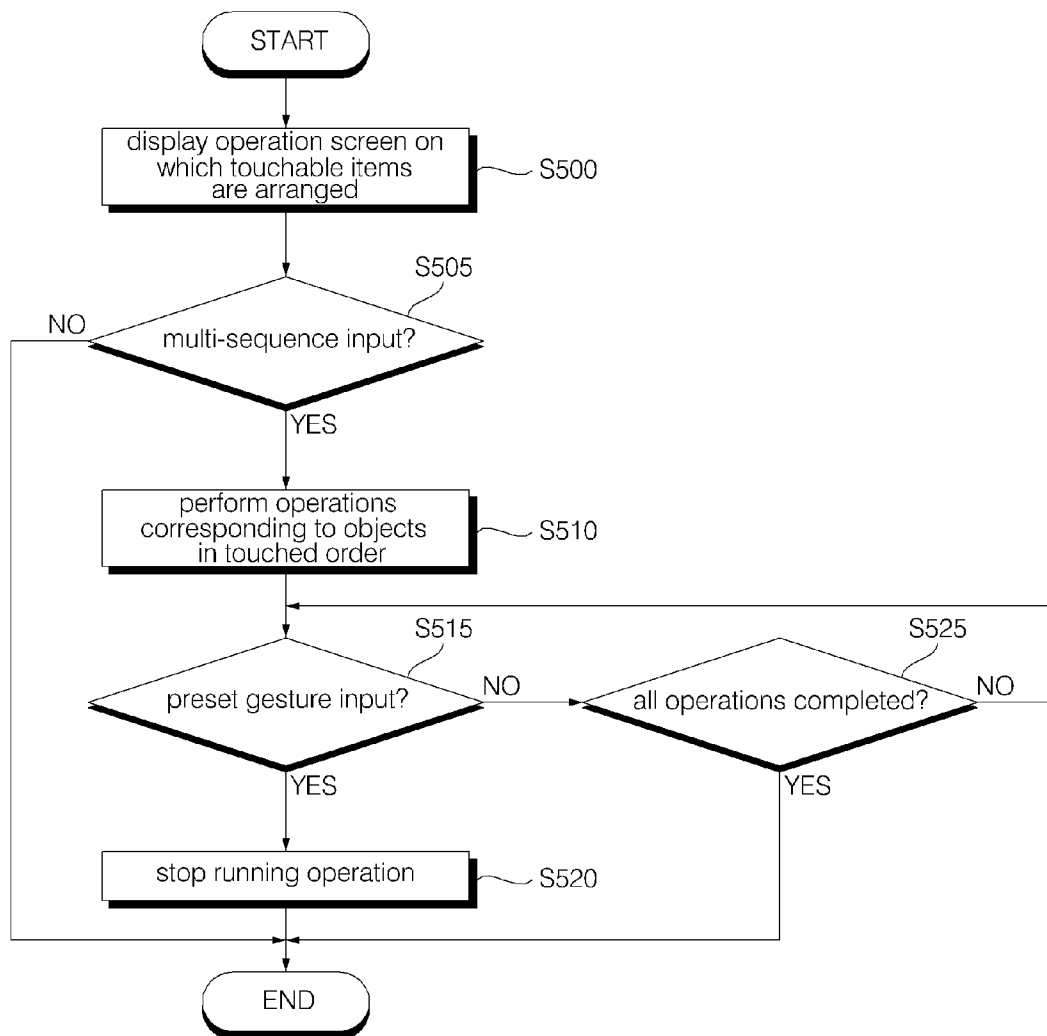 START
display operation screen on
which touchable items
are arranged
S500
S505
NO
multi-sequence input?
YES
perform operations
corresponding to objects
in touched order
S510
S515
S525
preset gesture input?
NO
all operations completed?
NO
YES
YES
stop running operation
S520
END